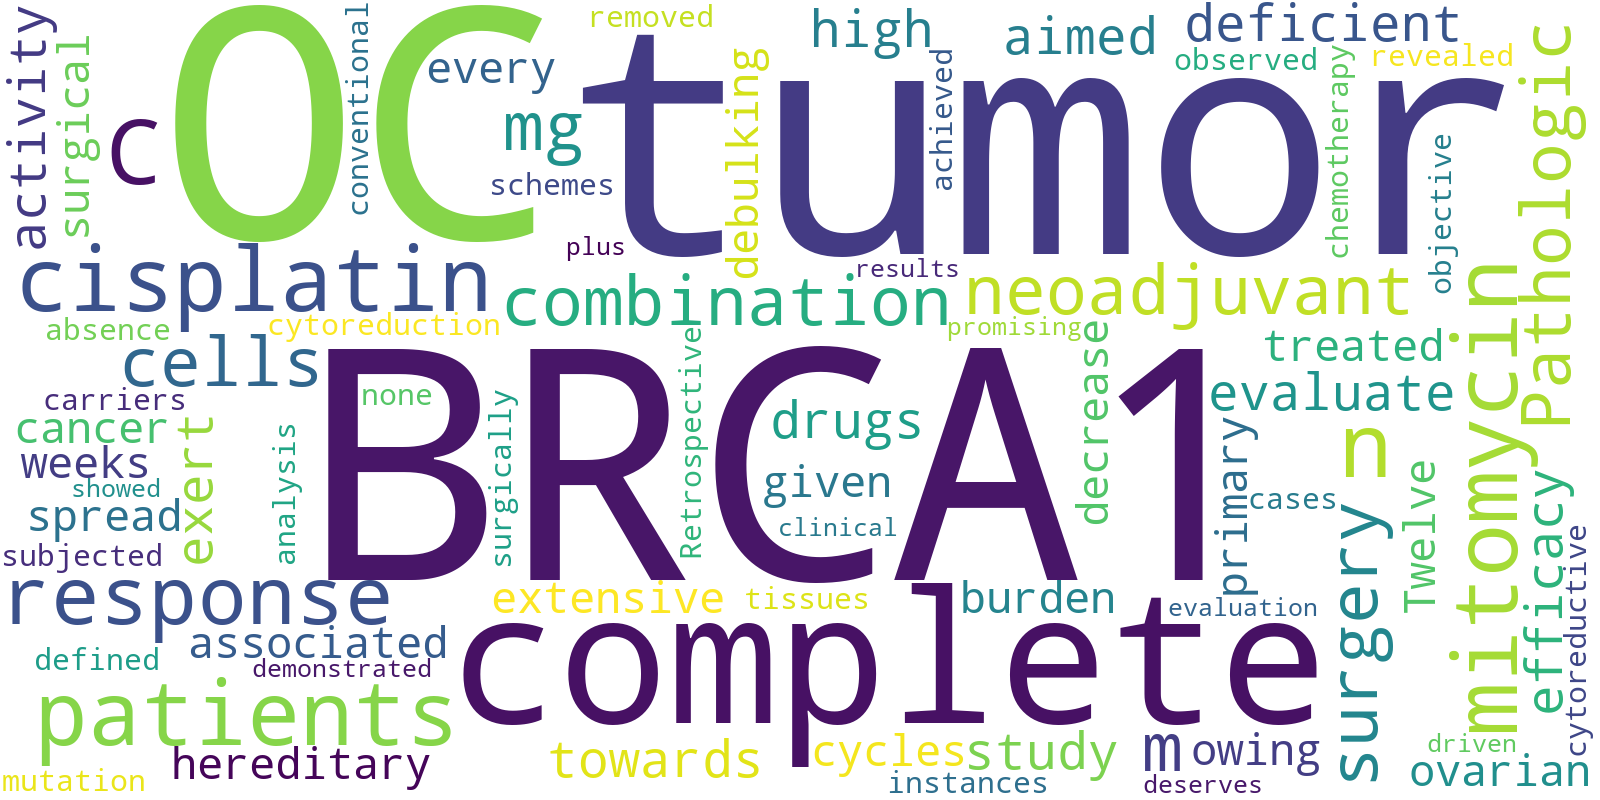 OC
tumor
BRCA1
complete
removed
high
aimed
deficient
observed
revealed
activity
surgical
c
conventional
every
mg
schemes
plus
debulking
achieved
results
chemotherapy
objective
Pathologic
cisplatin
combination
neoadjuvant
mitomycin
absence
cytoreduction
promising
cells
treated
carriers
none
drugs
evaluate
cancer
weeks
exert
analysis
surgically
Retrospective
decrease
n
showed
given
primary
cases
Twelve
efficacy
spread
clinical
subjected
surgery
cytoreductive
response
extensive
tissues
burden
evaluation
associated
defined
demonstrated
patients
hereditary
towards
cycles
study
m
owing
driven
ovarian
mutation
instances
deserves